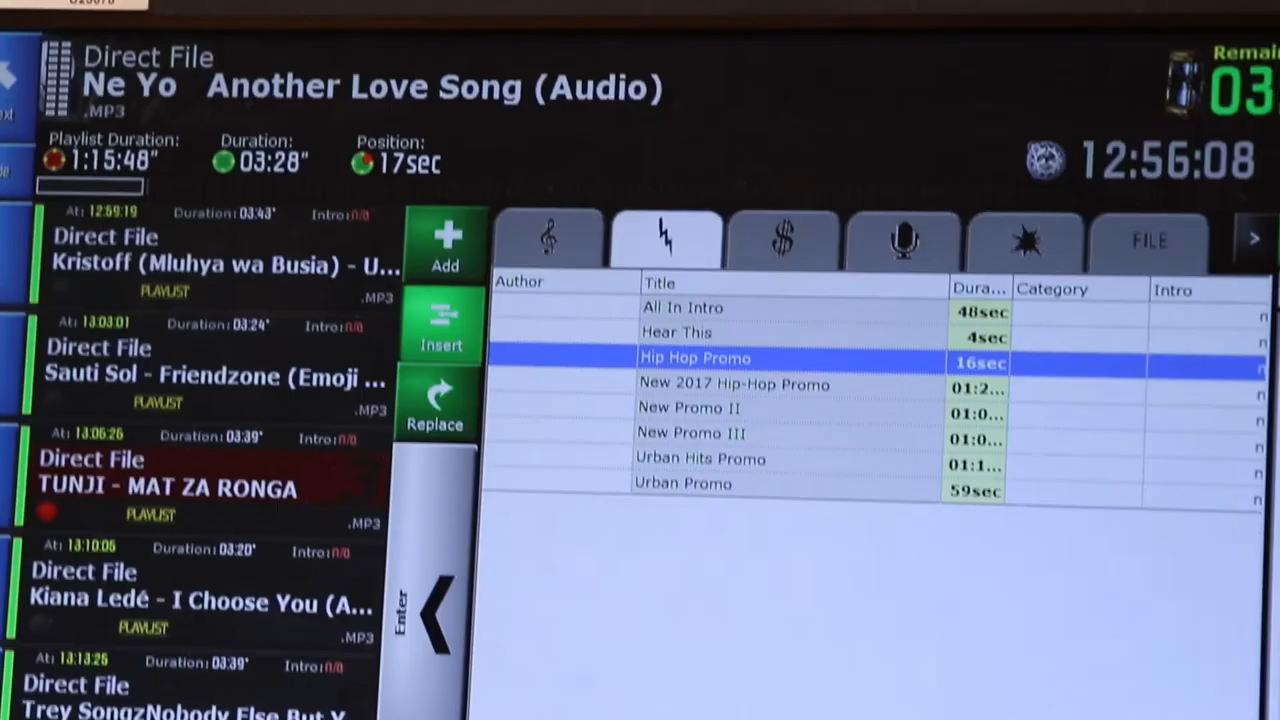 Direct File
Ne Yo Another Love Song (Audio)
.MP3
Remai
03
Playlist Duration:
1:15:48"
Duration:
03:28"
Position:
17sec
12:56:08
At: 12:59:19 Duration: 03:43" Intro: 0/0
Direct File
Kristoff (Mluhya wa Busia) - U...
PLAYLIST
.MP3
At: 13:03:01 Duration: 03:24" Intro: 0/0
Direct File
Sauti Sol - Friendzone (Emoji ...
PLAYLIST
.MP3
At: 13:06:26 Duration: 03:39" Intro: 0/0
Direct File
TUNJI - MAT ZA RONGA
PLAYLIST
.MP3
At: 13:10:05 Duration: 03:20" Intro: 0/0
Direct File
Kiana Ledé - I Choose You (A...
PLAYLIST
.MP3
At: 13:13:25 Duration: 03:39" Intro: 0/0
Direct File
Trey SongzNobody Else But Y
Add
Insert
Replace
Enter
$
FILE
>
Author Title Dura... Category Intro
All In Intro 48sec n
Hear This 4sec n
Hip Hop Promo 16sec n
New 2017 Hip-Hop Promo 01:2... n
New Promo II 01:0... n
New Promo III 01:0... n
Urban Hits Promo 01:1... n
Urban Promo 59sec n